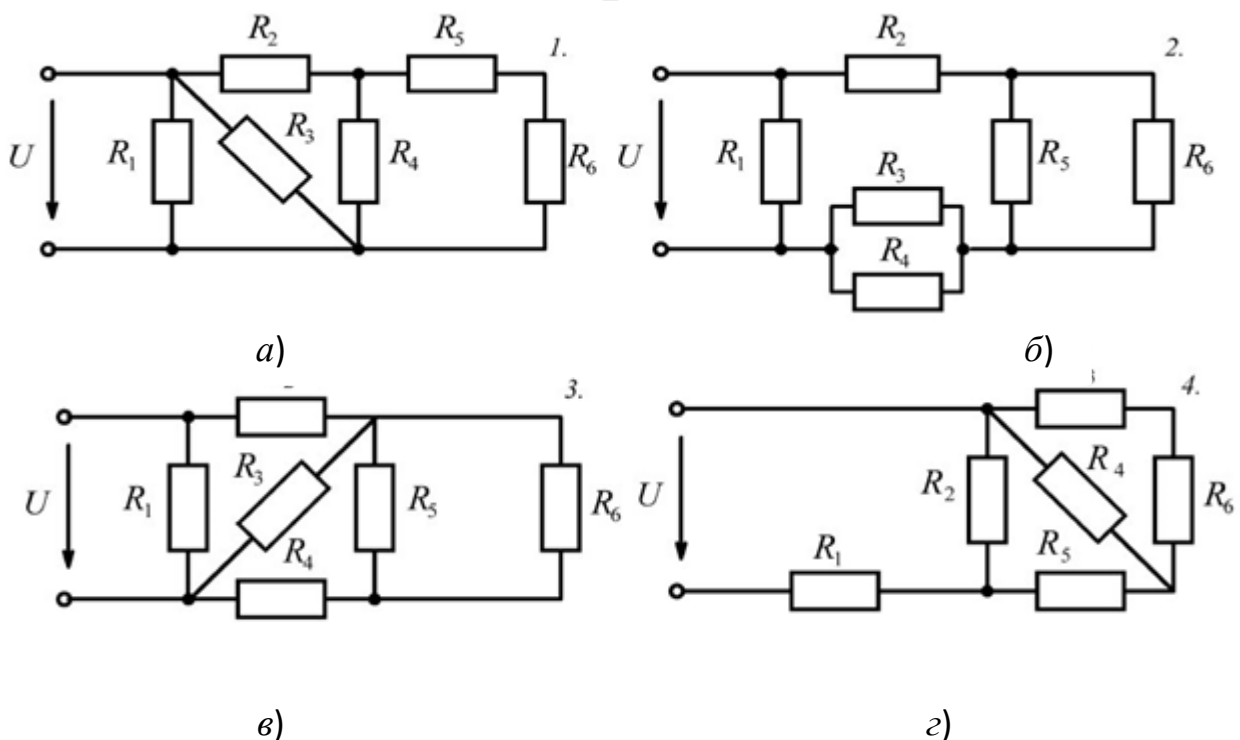 R2 R5 1.
U R1 R3 R4 R6
а)
R2 2.
U R1 R3 R5 R6
R4
б)
3.
U R1 R3 R5 R6
R4
в)
4.
U R2 R4 R6
R1 R5
г)